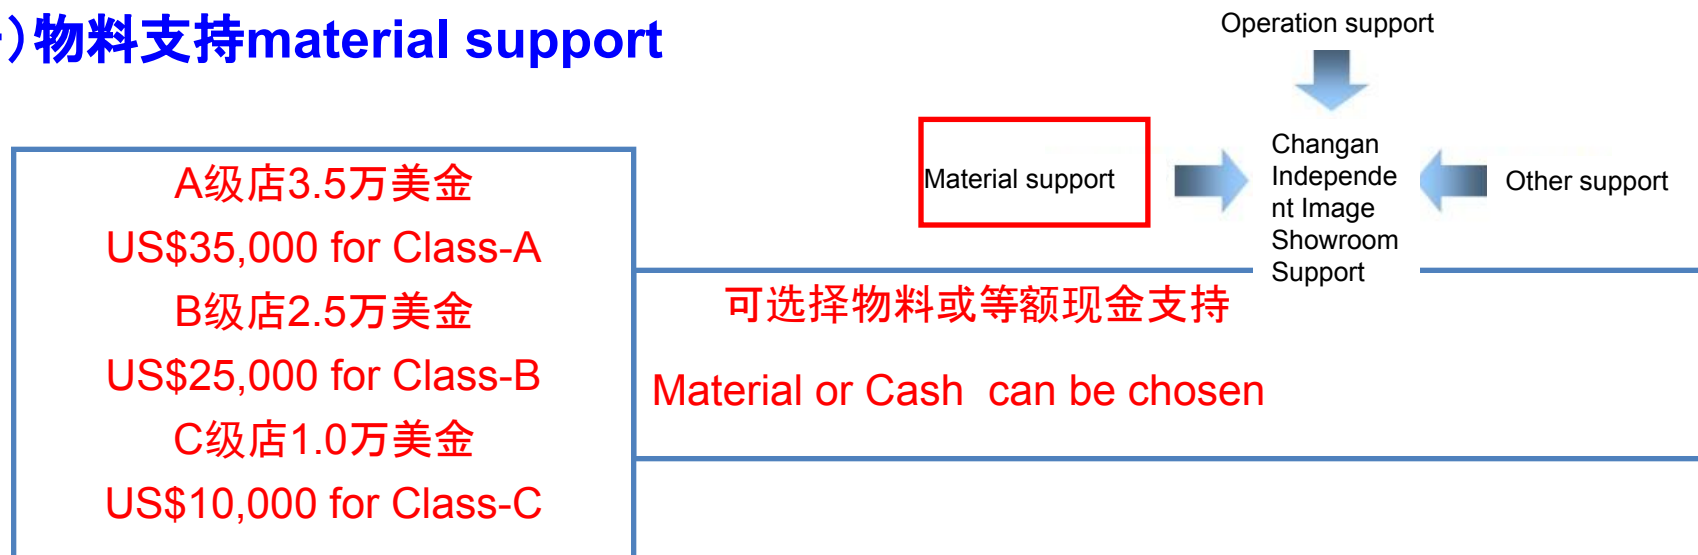 ）物料支持material support
Operation support
Material support
Changan
Independe
nt Image
Showroom
Support
Other support
A级店3.5万美金
US$35,000 for Class-A
B级店2.5万美金
US$25,000 for Class-B
C级店1.0万美金
US$10,000 for Class-C
可选择物料或等额现金支持
Material or Cash  can be chosen